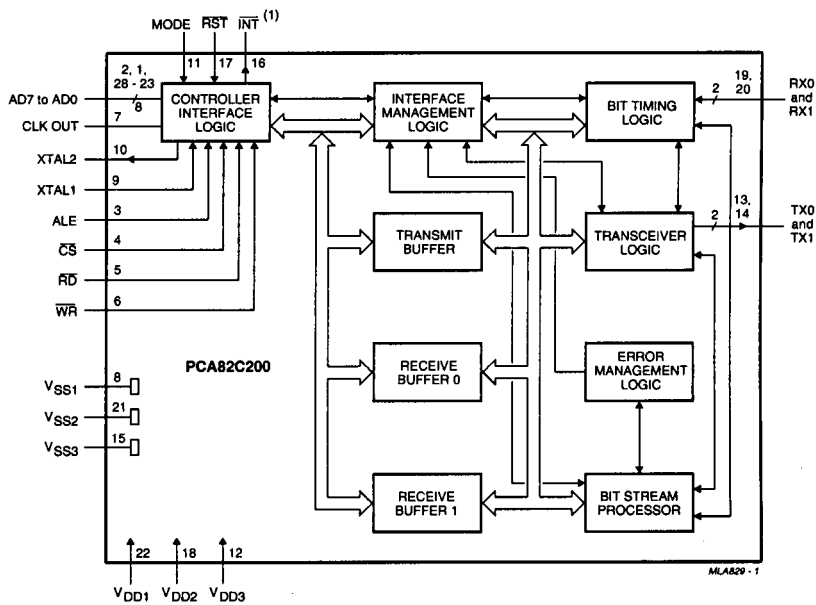 MODE RST INT (1)
11 17 16
2, 1,
28 - 23
AD7 to AD0
8
CLK OUT
7
XTAL2
10
XTAL1
9
ALE
3
CS
4
RD
5
WR
6
CONTROLLER
INTERFACE
LOGIC
INTERFACE
MANAGEMENT
LOGIC
BIT TIMING
LOGIC
19,
20
2
RX0
and
RX1
TRANSMIT
BUFFER
TRANSCEIVER
LOGIC
13,
14
2
TX0
and
TX1
PCA82C200
RECEIVE
BUFFER 0
ERROR
MANAGEMENT
LOGIC
VSS1
8
VSS2
21
VSS3
15
RECEIVE
BUFFER 1
BIT STREAM
PROCESSOR
22 18 12
VDD1 VDD2 VDD3
MLA829 - 1